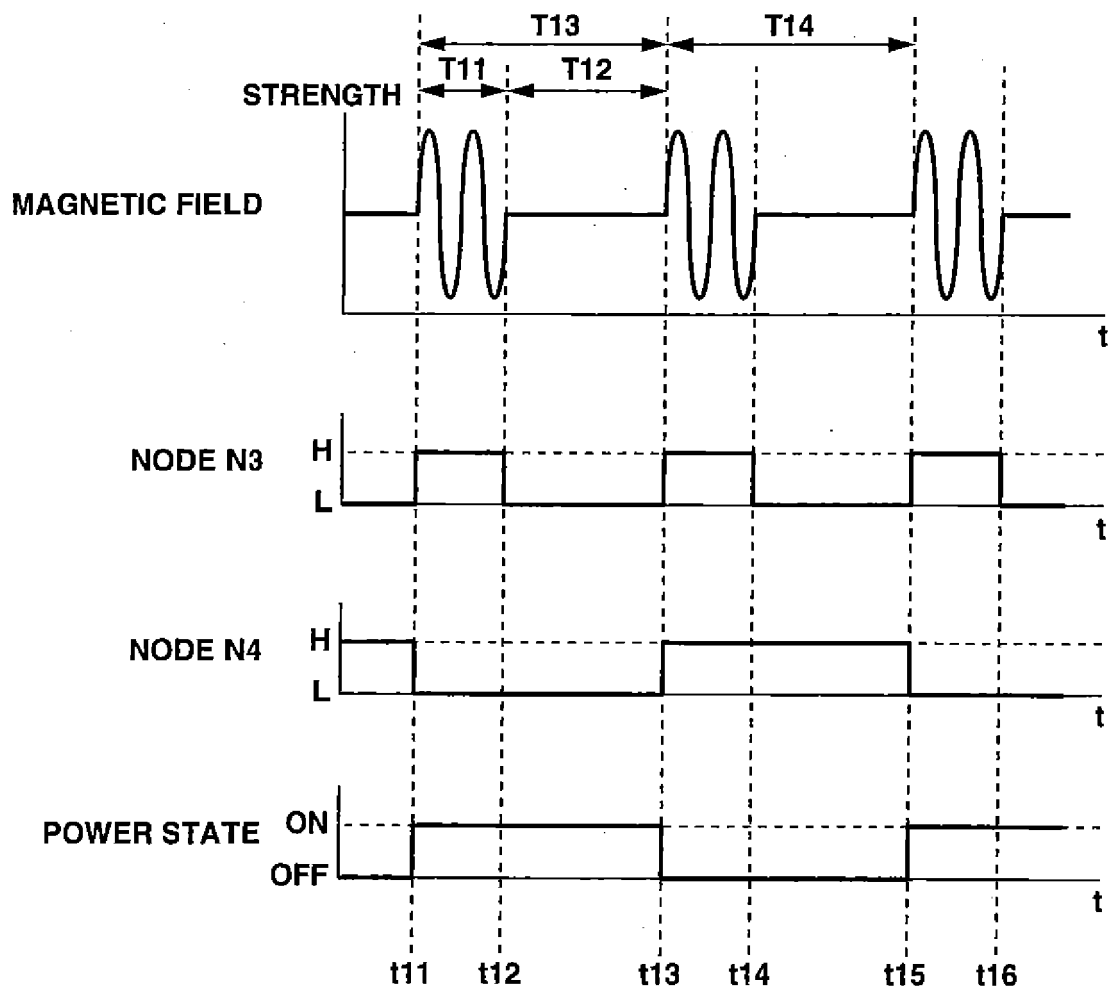 T13 T14
T11 T12
STRENGTH
MAGNETIC FIELD
t
NODE N3 H
L
t
NODE N4 H
L
t
POWER STATE ON
OFF
t
t11 t12 t13 t14 t15 t16